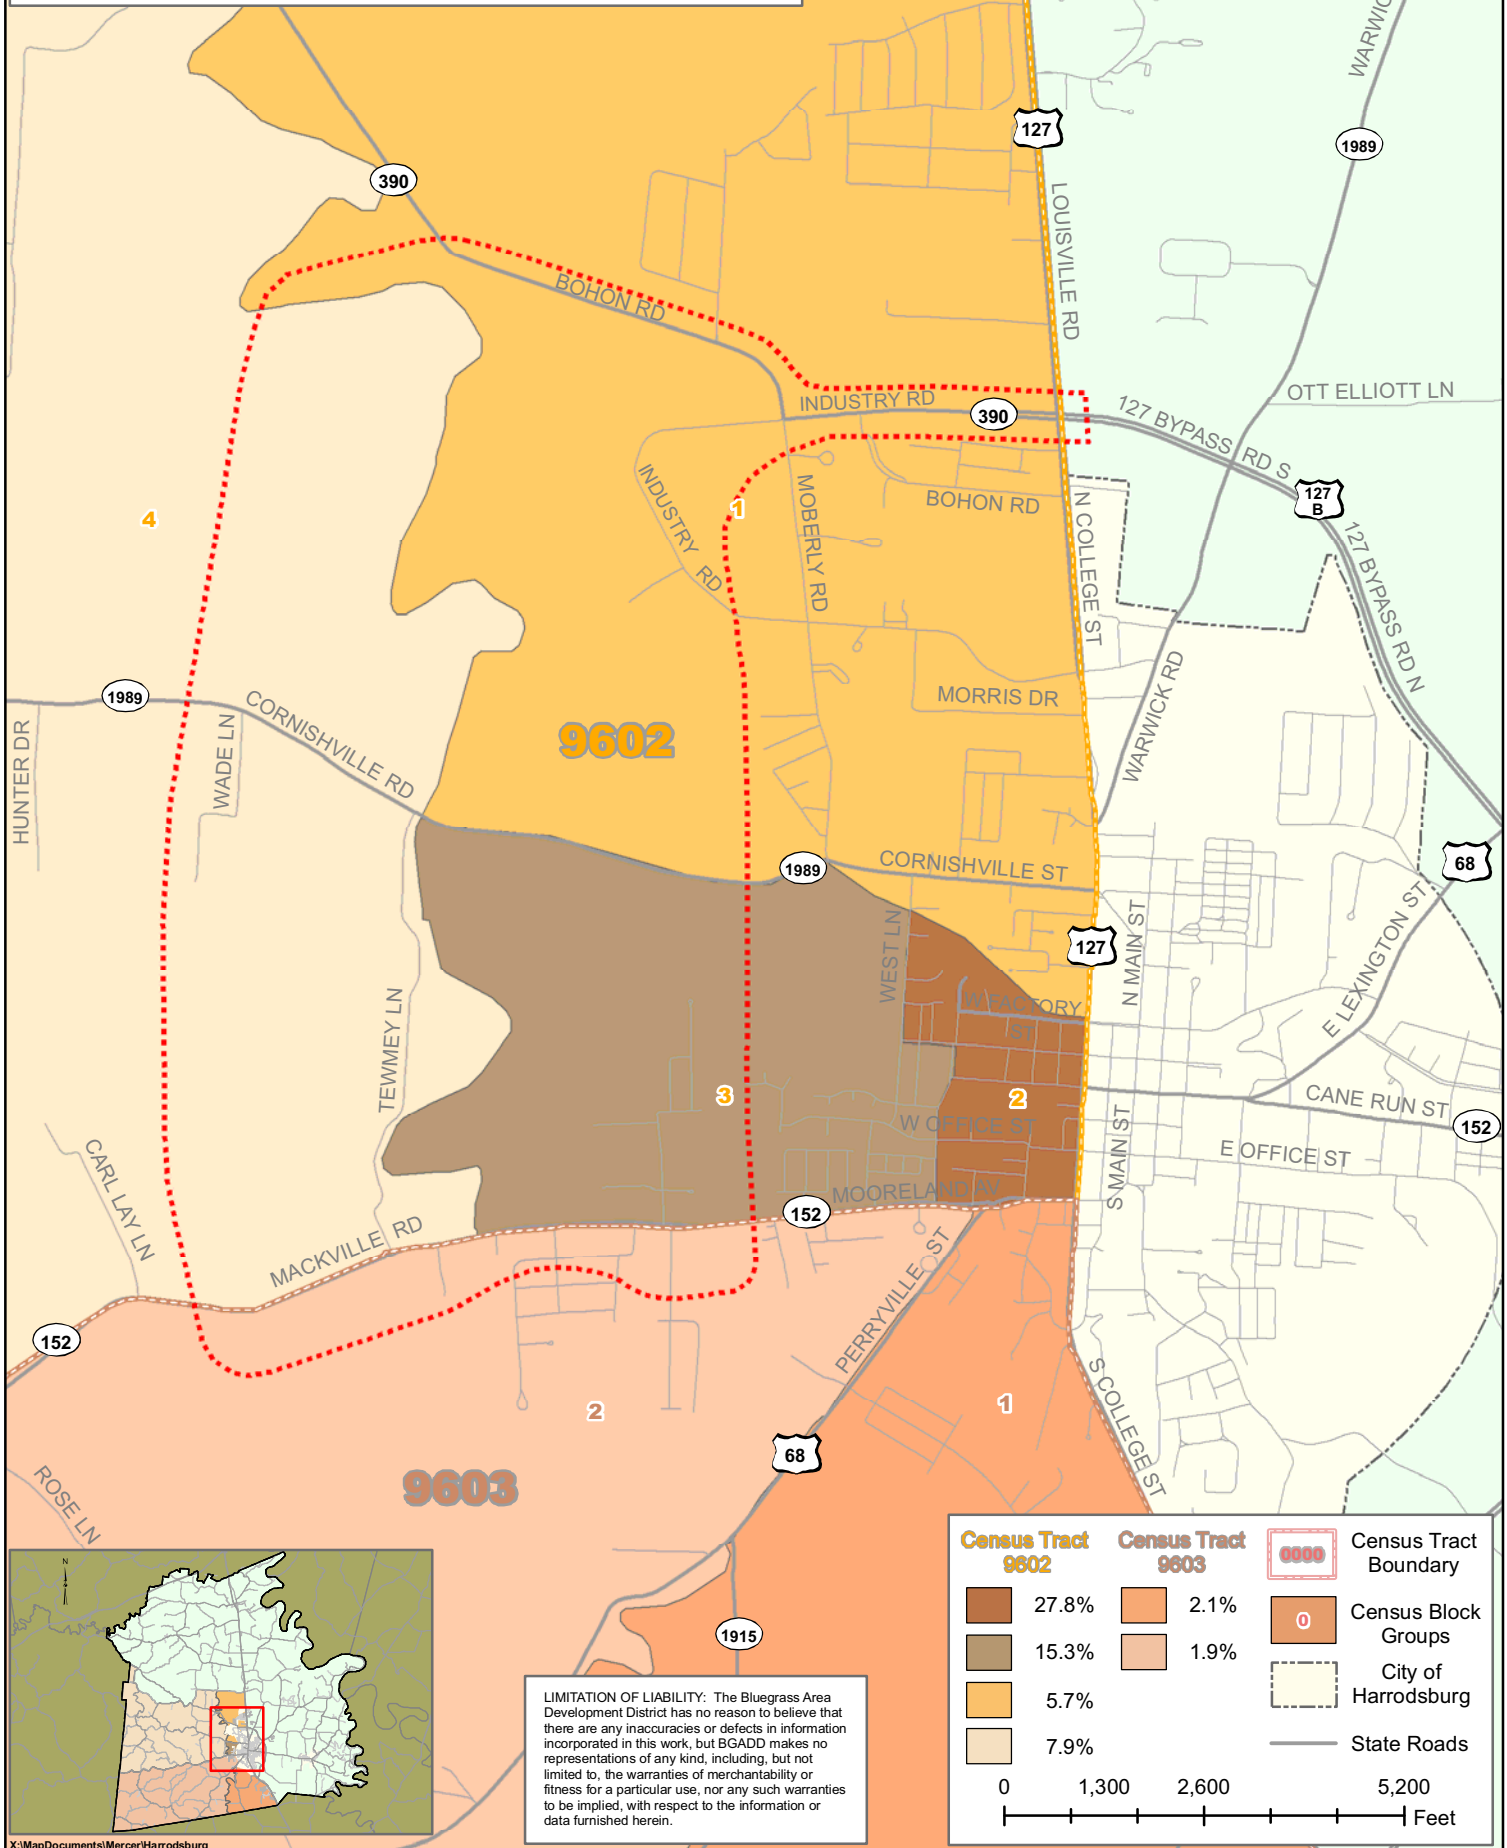 WARWIC
127
1989
390
LOUISVILLE RD
BOHON RD
OTT ELLIOTT LN
INDUSTRY RD
390
127 BYPASS RD S
127
B
4
1
INDUSTRY RD
MOBERLY RD
BOHON RD
N COLLEGE ST
127 BYPASS RD N
1989
CORNISHVILLE RD
WADE LN
HUNTER DR
9602
MORRIS DR
WARWICK RD
1989
CORNISHVILLE ST
68
WEST LN
127
N MAIN ST
E LEXINGTON ST
W FACTORY
ST
TEWMEY LN
3
2
CANE RUN ST
152
W OFFICE ST
E OFFICE ST
S MAIN ST
CARL LAY LN
MOORELAND AV
152
MACKVILLE RD
PERRYVILLE ST
152
S COLLEGE ST
2
1
68
9603
ROSE LN
1915
N
Census Tract
9602
27.8%
15.3%
5.7%
7.9%
Census Tract
9603
2.1%
1.9%
0000
Census Tract
Boundary
0
Census Block
Groups
City of
Harrodsburg
State Roads
0 1,300 2,600 5,200
Feet
LIMITATION OF LIABILITY: The Bluegrass Area
Development District has no reason to believe that
there are any inaccuracies or defects in information
incorporated in this work, but BGADD makes no
representations of any kind, including, but not
limited to, the warranties of merchantability or
fitness for a particular use, nor any such warranties
to be implied, with respect to the information or
data furnished herein.
X:\MapDocuments\Mercer\Harrodsburg